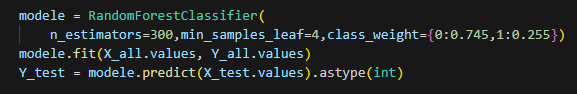 modele = RandomForestClassifier(
    n_estimators=300,min_samples_leaf=4,class_weight={0:0.745,1:0.255})
modele.fit(X_all.values, Y_all.values)
Y_test = modele.predict(X_test.values).astype(int)